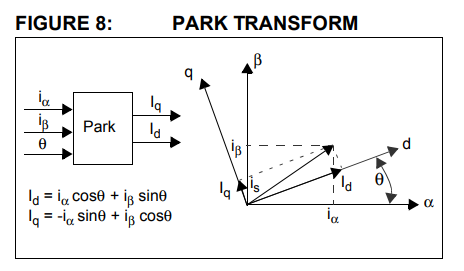 FIGURE 8: PARK TRANSFORM
iα
iβ
θ
Park
Iq
Id
Id = iα cosθ + iβ sinθ
Iq = -iα sinθ + iβ cosθ
q
β
d
iβ
Iq
is
Id
θ
α
iα